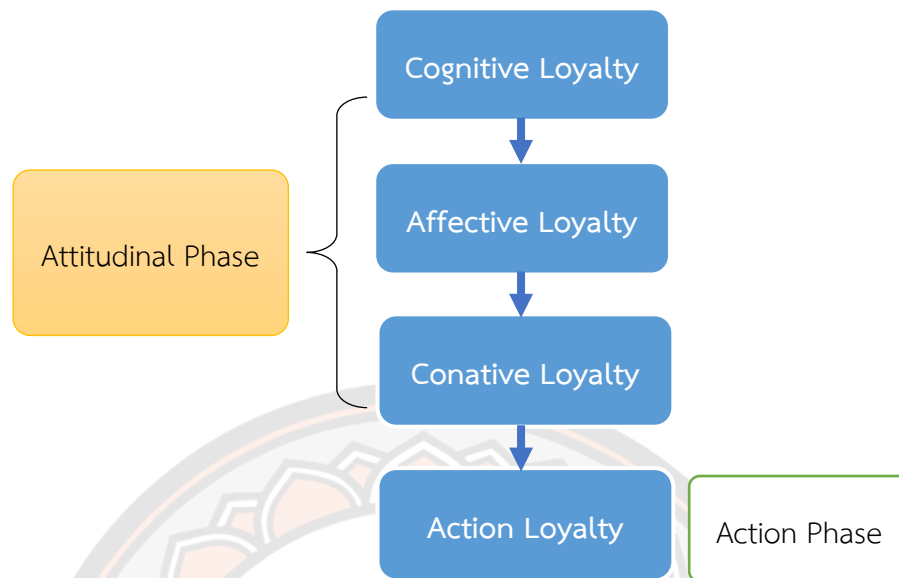 Cognitive Loyalty
Affective Loyalty
Attitudinal Phase
Conative Loyalty
Action Loyalty
Action Phase